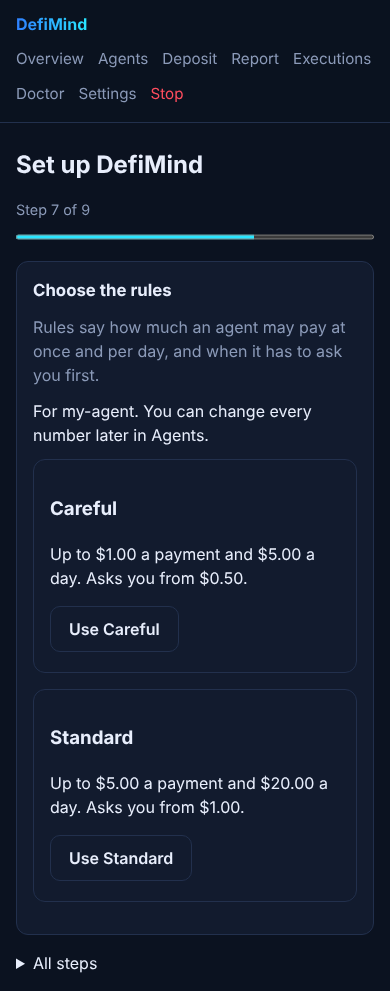 DefiMind
Overview Agents Deposit Report Executions
Doctor Settings Stop
Set up DefiMind
Step 7 of 9
Choose the rules
Rules say how much an agent may pay at
once and per day, and when it has to ask
you first.
For my-agent. You can change every
number later in Agents.
Careful
Up to $1.00 a payment and $5.00 a
day. Asks you from $0.50.
Use Careful
Standard
Up to $5.00 a payment and $20.00 a
day. Asks you from $1.00.
Use Standard
All steps